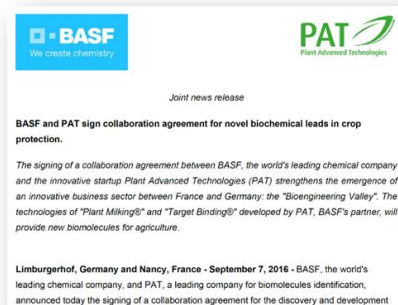 BASF
We create chemistry
PAT
Plant Advanced Technologies
Joint news release
BASF and PAT sign collaboration agreement for novel biochemical leads in crop
protection.
The signing of a collaboration agreement between BASF, the world's leading chemical company
and the innovative startup Plant Advanced Technologies (PAT) strengthens the emergence of
an innovative business sector between France and Germany: the "Bioengineering Valley". The
technologies of "Plant Milking®" and "Target Binding®" developed by PAT, BASF's partner, will
provide new biomolecules for agriculture.
Limburgerhof, Germany and Nancy, France - September 7, 2016 - BASF, the world's
leading chemical company, and PAT, a leading company for biomolecules identification,
announced today the signing of a collaboration agreement for the discovery and development